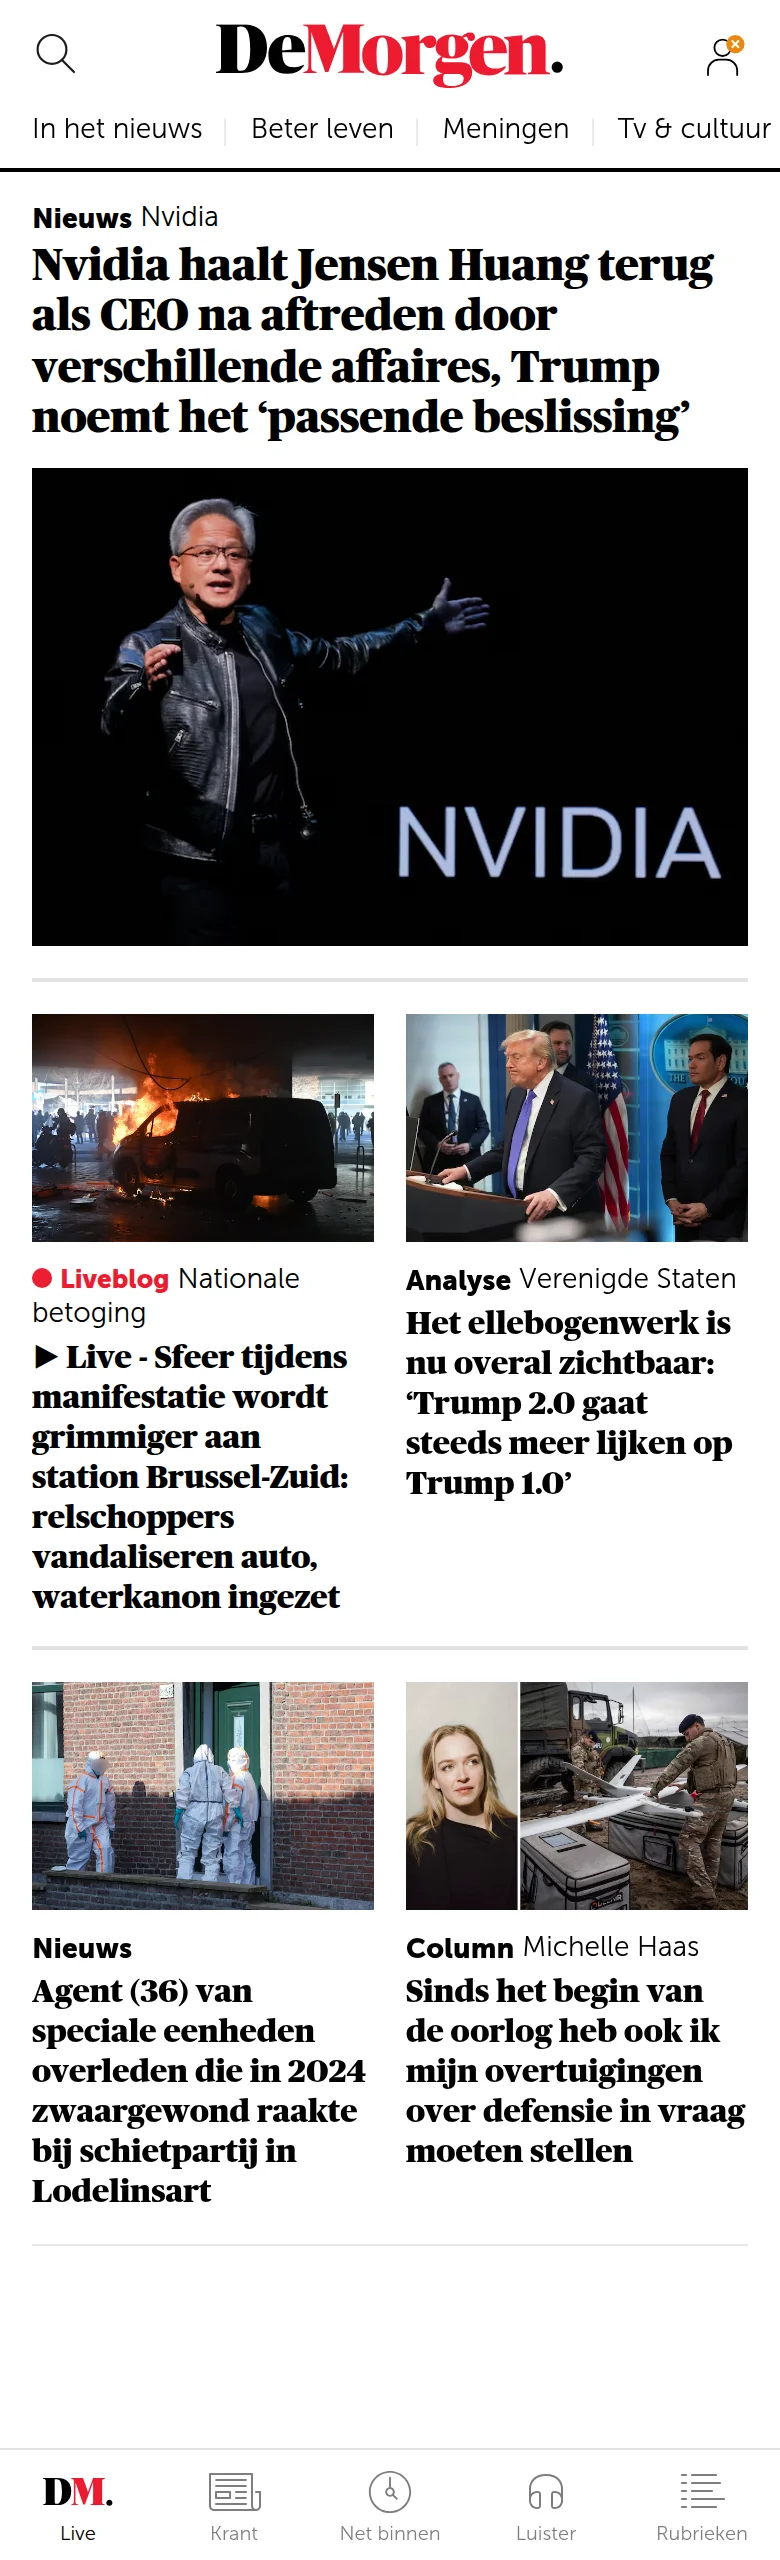 DeMorgen.
In het nieuws
Beter leven
Meningen
Tv & cultuur
Nieuws Nvidia
Nvidia haalt Jensen Huang terug
als CEO na aftreden door
verschillende affaires, Trump
noemt het ‘passende beslissing’
NVIDIA
Liveblog Nationale
betoging
▶ Live - Sfeer tijdens
manifestatie wordt
grimmiger aan
station Brussel-Zuid:
relschoppers
vandaliseren auto,
waterkanon ingezet
Analyse Verenigde Staten
Het ellebogenwerk is
nu overal zichtbaar:
‘Trump 2.0 gaat
steeds meer lijken op
Trump 1.0’
Nieuws
Agent (36) van
speciale eenheden
overleden die in 2024
zwaargewond raakte
bij schietpartij in
Lodelinsart
Column Michelle Haas
Sinds het begin van
de oorlog heb ook ik
mijn overtuigingen
over defensie in vraag
moeten stellen
DM.
Live
Krant
Net binnen
Luister
Rubrieken